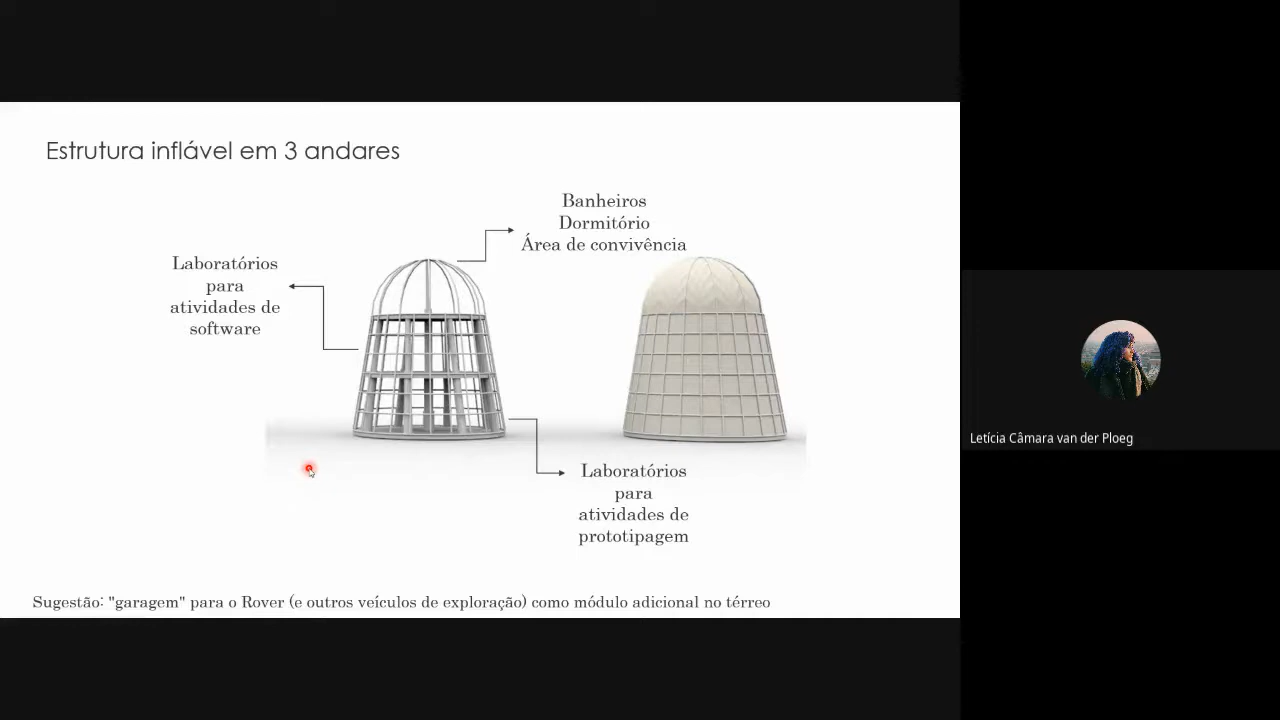 Estrutura inflável em 3 andares
Banheiros
Dormitório
Área de convivência
Laboratórios
para
atividades de
software
Laboratórios
para
atividades de
prototipagem
Sugestão: "garagem" para o Rover (e outros veículos de exploração) como módulo adicional no térreo
Letícia Câmara van der Ploeg